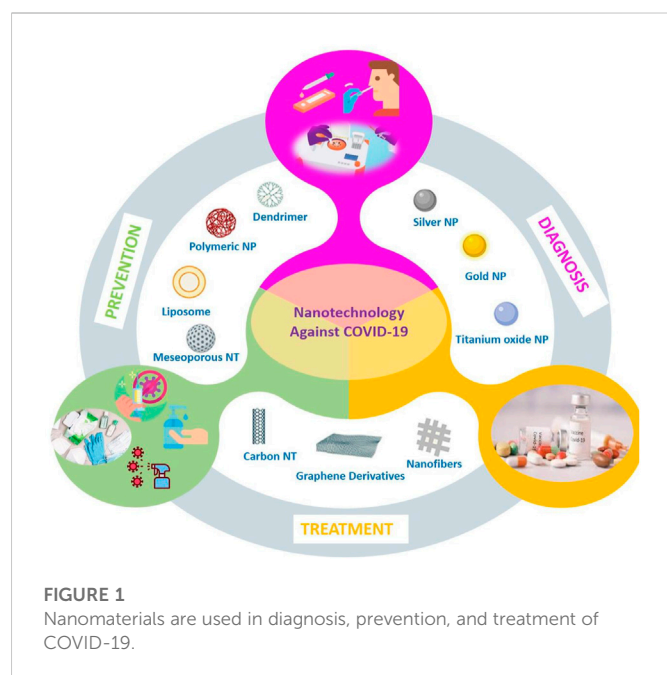 Dendrimer
Polymeric NP
Liposome
Meseoporous NT
Silver NP
Gold NP
Titanium oxide NP
PREVENTION
DIAGNOSIS
Nanotechnology
Against COVID-19
Carbon NT
Graphene Derivatives
Nanofibers
TREATMENT
FIGURE 1
Nanomaterials are used in diagnosis, prevention, and treatment of
COVID-19.